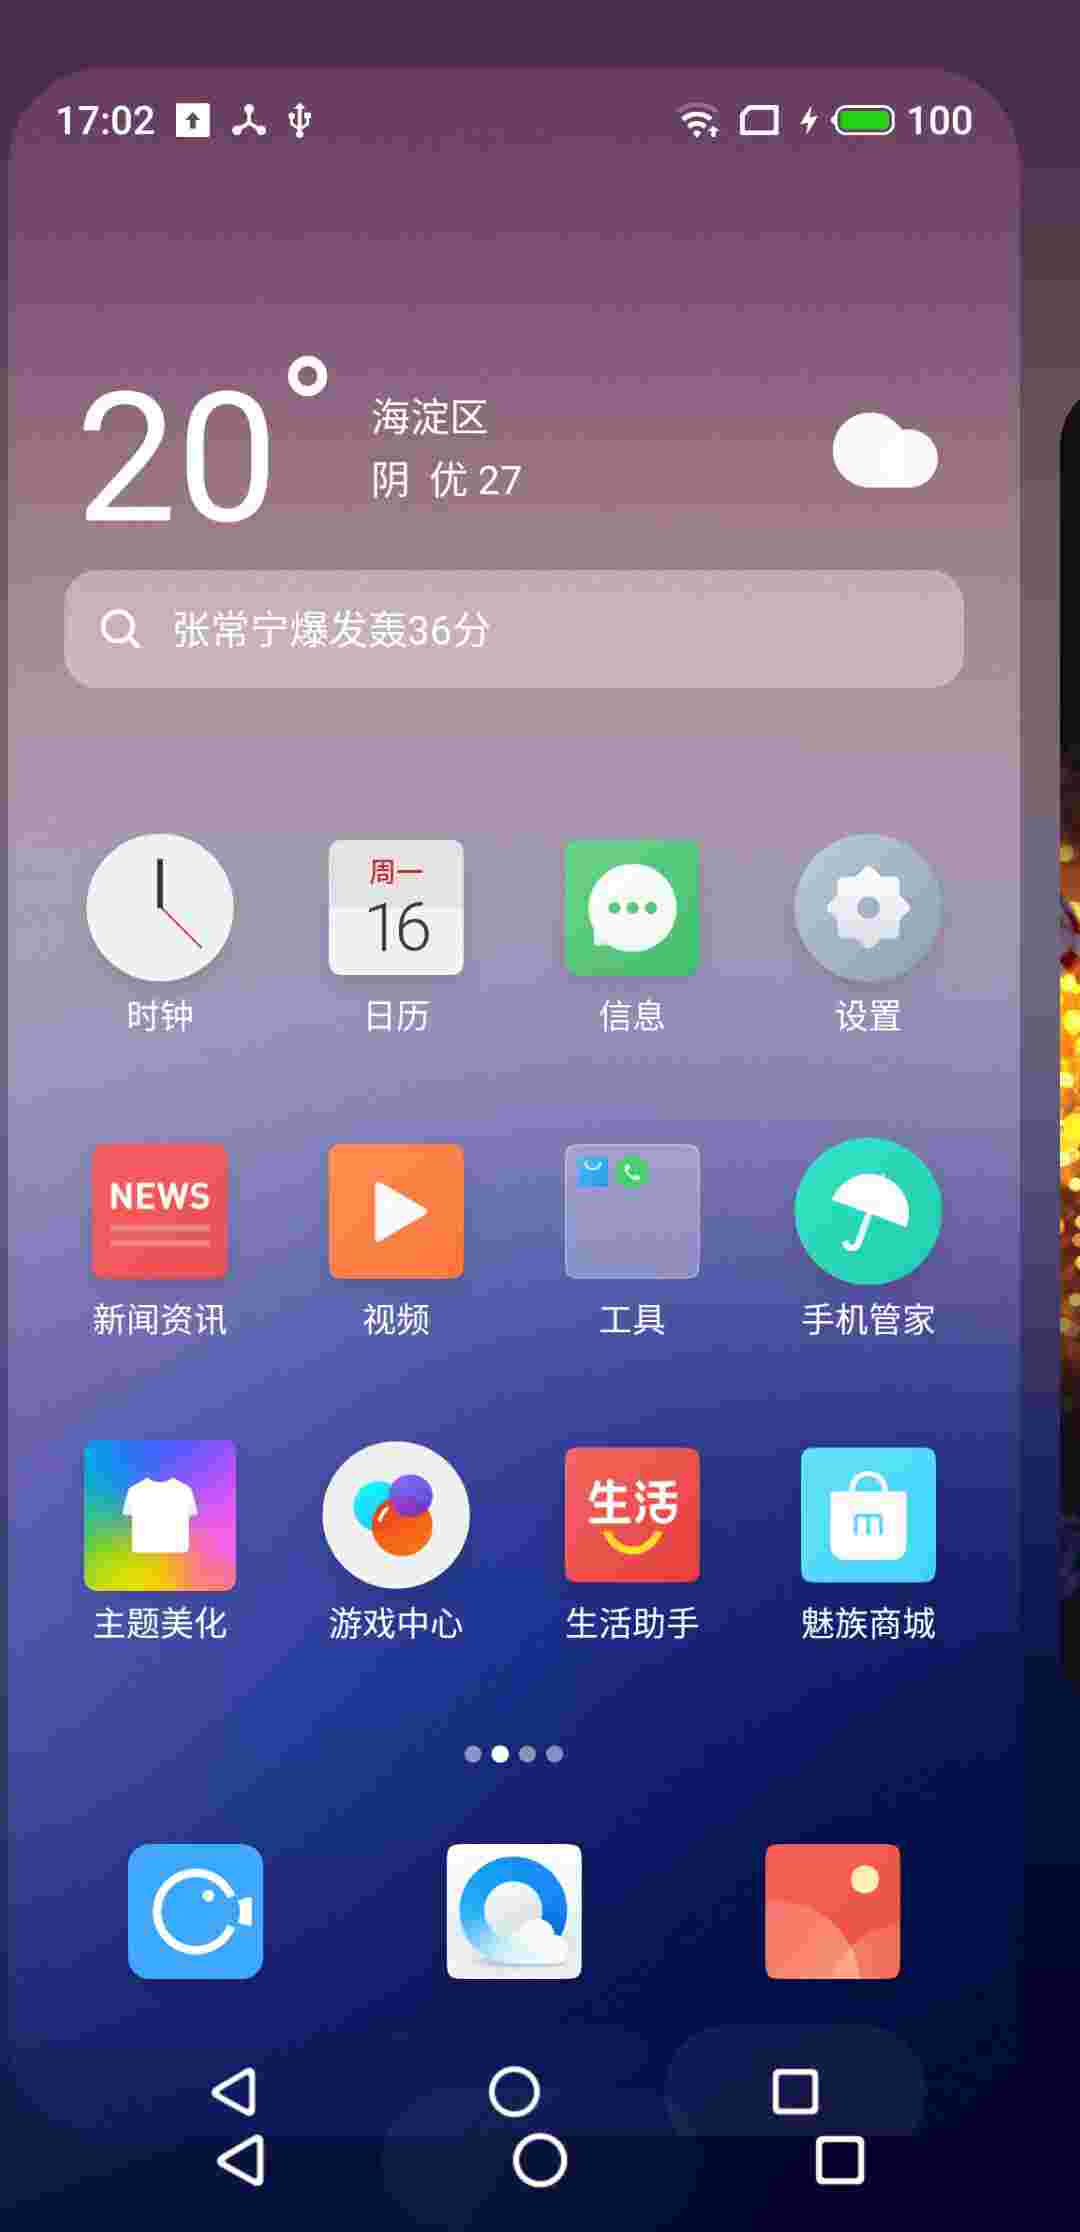 17:02
100
20°
海淀区
阴 优 27
张常宁爆发轰36分
周一
16
时钟
日历
信息
设置
NEWS
新闻资讯
视频
工具
手机管家
生活
m
主题美化
游戏中心
生活助手
魅族商城